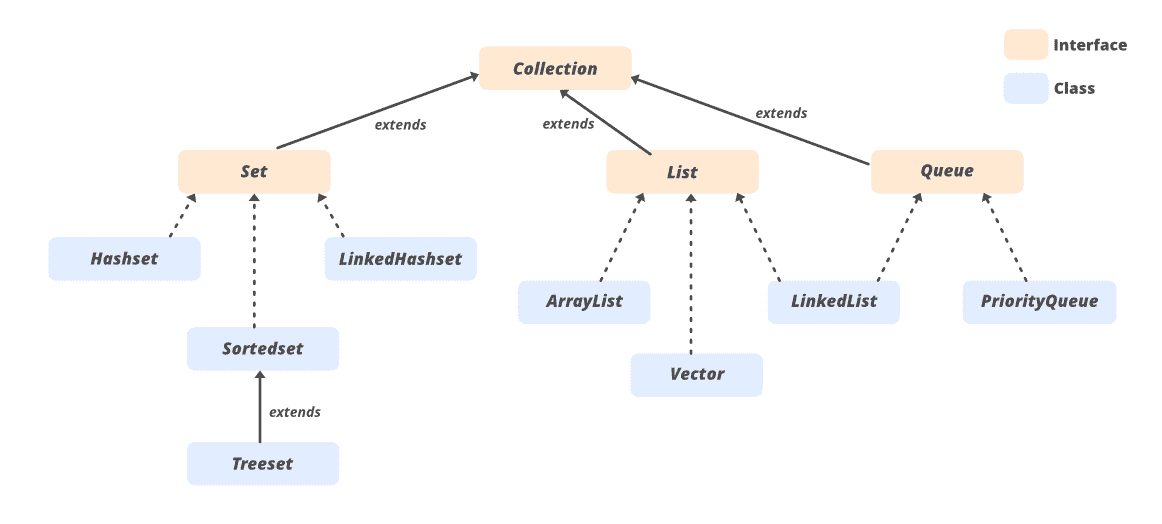 Interface
Collection
Class
extends
extends
extends
Set
List
Queue
Hashset
LinkedHashset
ArrayList
LinkedList
PriorityQueue
Sortedset
Vector
extends
Treeset